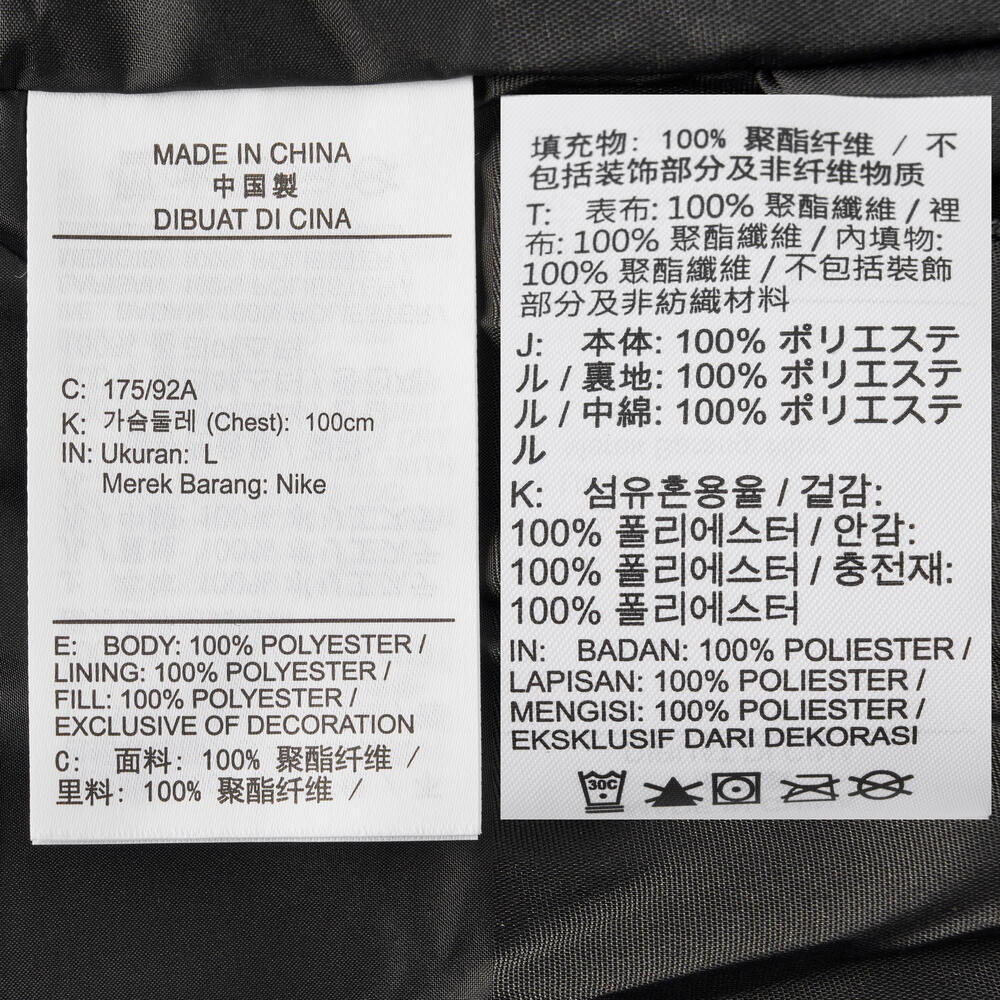 MADE IN CHINA
中国製
DIBUAT DI CINA
C: 175/92A
K: 가슴둘레 (Chest): 100cm
IN: Ukuran: L
Merek Barang: Nike
E: BODY: 100% POLYESTER /
LINING: 100% POLYESTER /
FILL: 100% POLYESTER /
EXCLUSIVE OF DECORATION
C: 面料: 100% 聚酯纤维 /
里料: 100% 聚酯纤维 /
填充物: 100% 聚酯纤维 / 不
包括装饰部分及非纤维物质
T: 表布: 100% 聚酯纖維 / 裡
布: 100% 聚酯纖維 / 內填物:
100% 聚酯纖維 / 不包括裝飾
部分及非紡織材料
J: 本体: 100% ポリエステ
ル / 裏地: 100% ポリエステ
ル / 中綿: 100% ポリエステ
ル
K: 섬유혼용율 / 겉감:
100% 폴리에스터 / 안감:
100% 폴리에스터 / 충전재:
100% 폴리에스터
IN: BADAN: 100% POLIESTER /
LAPISAN: 100% POLIESTER /
MENGISI: 100% POLIESTER /
EKSKLUSIF DARI DEKORASI
30C